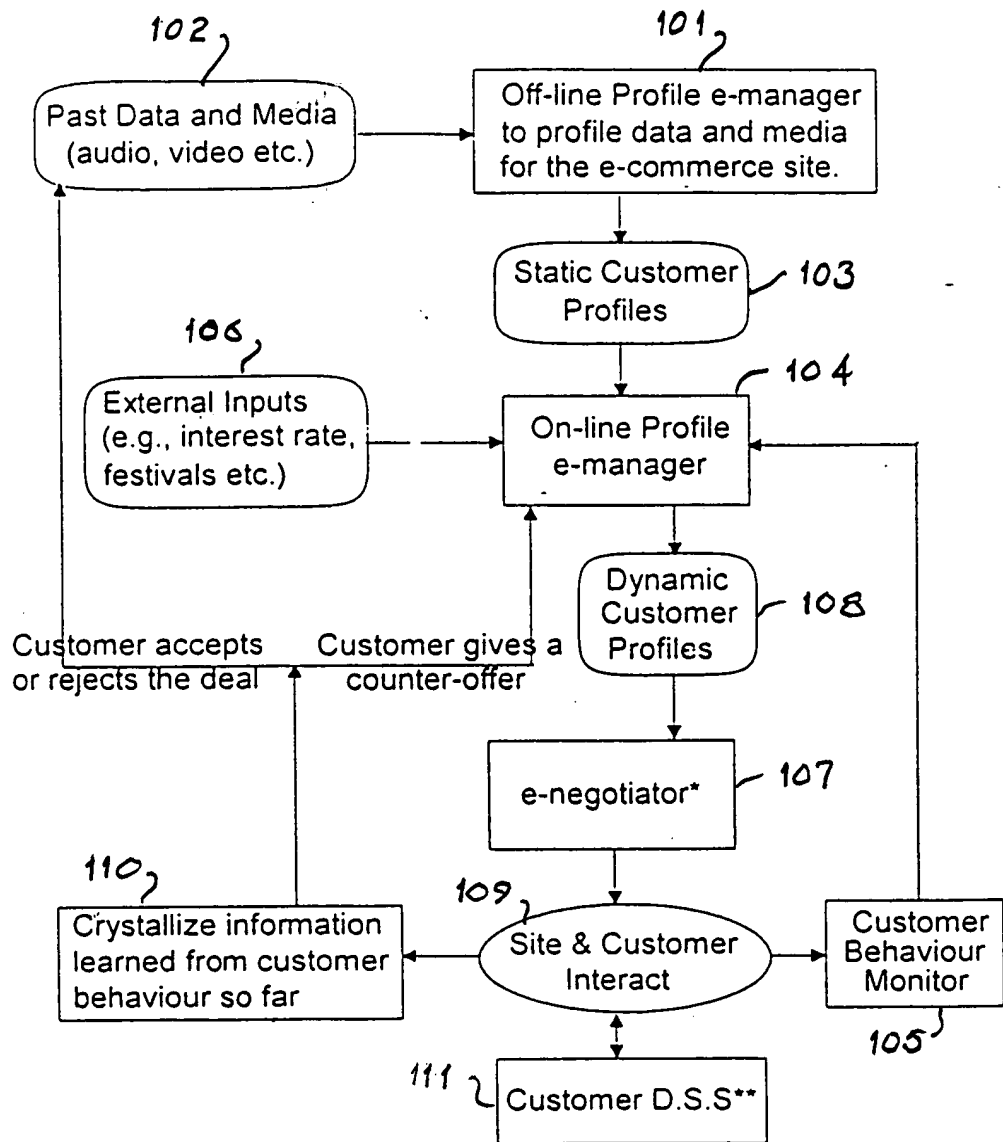 102
101
Past Data and Media
(audio, video etc.)
Off-line Profile e-manager
to profile data and media
for the e-commerce site.
Static Customer
Profiles
103
106
External Inputs
(e.g., interest rate,
festivals etc.)
104
On-line Profile
e-manager
Dynamic
Customer
Profiles
108
Customer accepts
or rejects the deal
Customer gives a
counter-offer
e-negotiator*
107
110
Crystallize information
learned from customer
behaviour so far
109
Site & Customer
Interact
Customer
Behaviour
Monitor
105
111
Customer D.S.S**